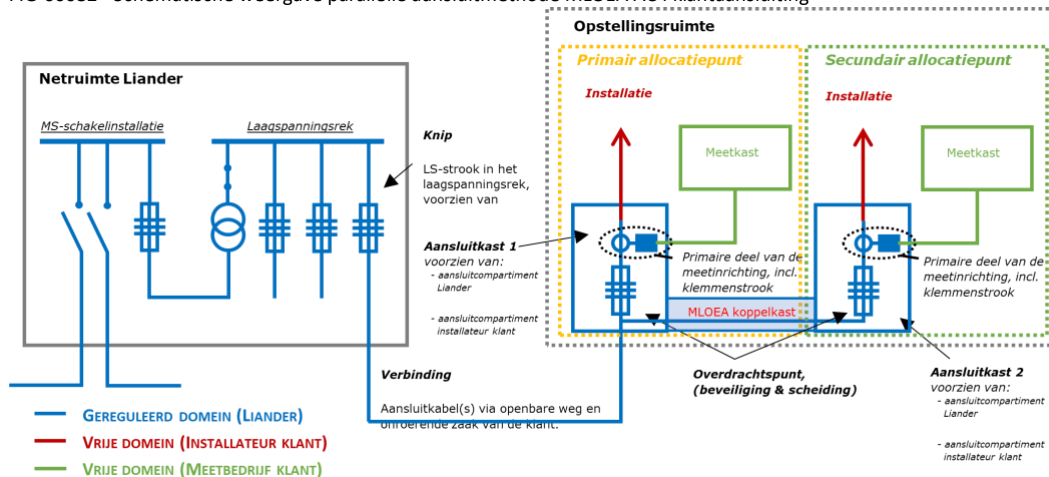 Opstellingsruimte
Netruimte Liander
MS-schakelinstallatie
Laagspanningsrek
Knip
LS-strook in het
laagspanningsrek,
voorzien van
Primair allocatiepunt
Installatie
Meetkast
Secundair allocatiepunt
Installatie
Meetkast
Aansluitkast 1
voorzien van:
- aansluitcompartiment
Liander
- aansluitcompartiment
installateur klant
Primaire deel van de
meetinrichting, incl.
klemmenstrook
Primaire deel van de
meetinrichting, incl.
klemmenstrook
MLOEA koppelkast
Verbinding
Aansluitkabel(s) via openbare weg en
onroerende zaak van de klant.
Overdrachtspunt,
(beveiliging & scheiding)
Aansluitkast 2
voorzien van:
- aansluitcompartiment
Liander
- aansluitcompartiment
installateur klant
GEREGULEERD DOMEIN (LIANDER)
VRIJE DOMEIN (INSTALLATEUR KLANT)
VRIJE DOMEIN (MEETBEDRIJF KLANT)